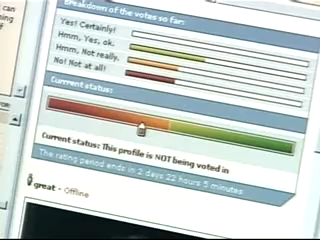 can
Breakdown of the votes so far:
Yes! Certainly!
Hmm, Yes, ok.
Hmm, Not really.
No! Not at all!
Current status:
Current status: This profile is NOT being voted in
The rating period ends in 2 days 22 hours 5 minutes
great - Offline